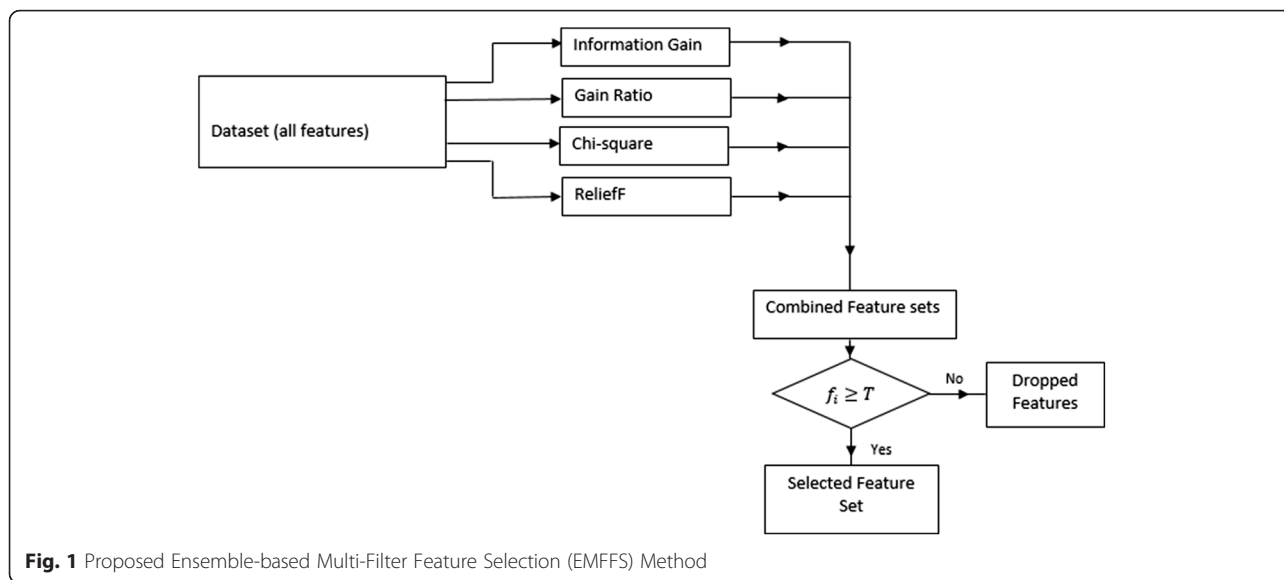 Information Gain
Gain Ratio
Dataset (all features)
Chi-square
ReliefF
Combined Feature sets
f_i ≥ T
No
Dropped
Features
Yes
Selected Feature
Set
Fig. 1 Proposed Ensemble-based Multi-Filter Feature Selection (EMFFS) Method